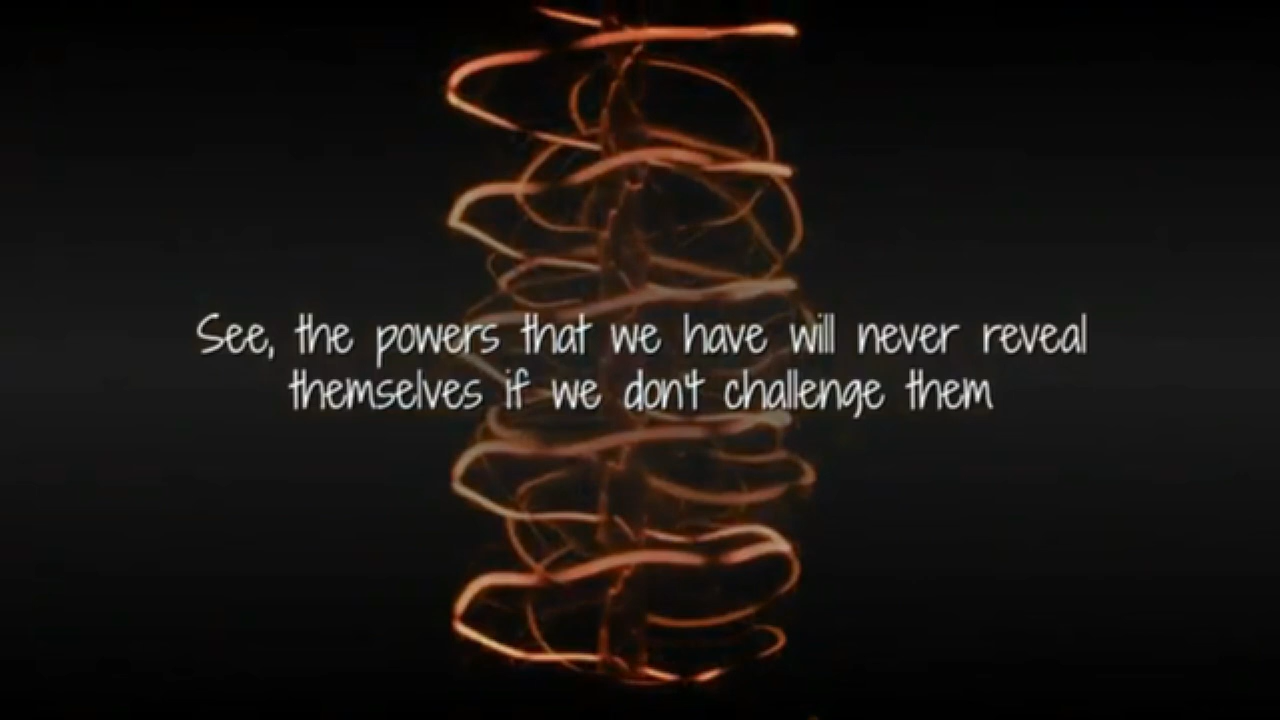 See, the powers that we have will never reveal
themselves if we don't challenge them